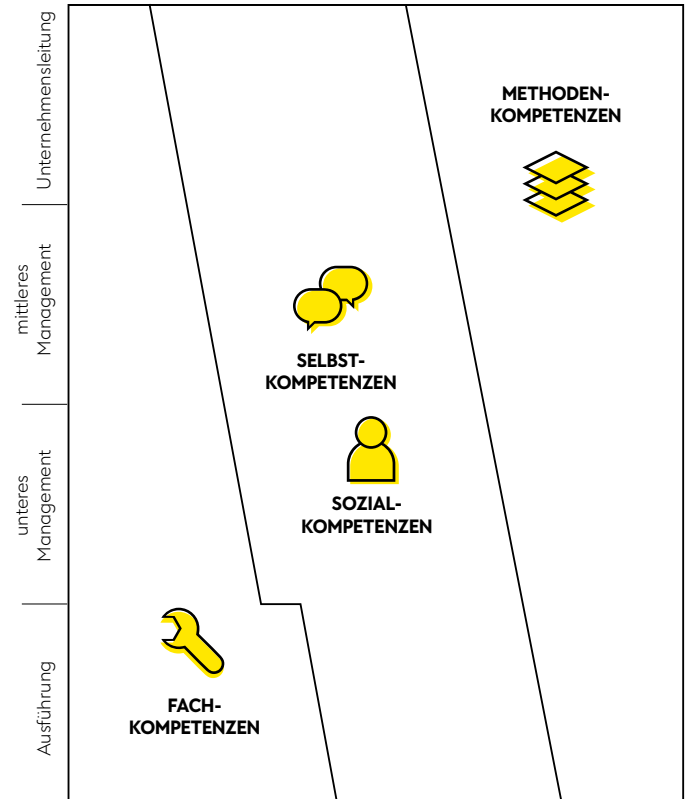 Unternehmensleitung
METHODEN-
KOMPETENZEN
mittleres
Management
SELBST-
KOMPETENZEN
unteres
Management
SOZIAL-
KOMPETENZEN
Ausführung
FACH-
KOMPETENZEN